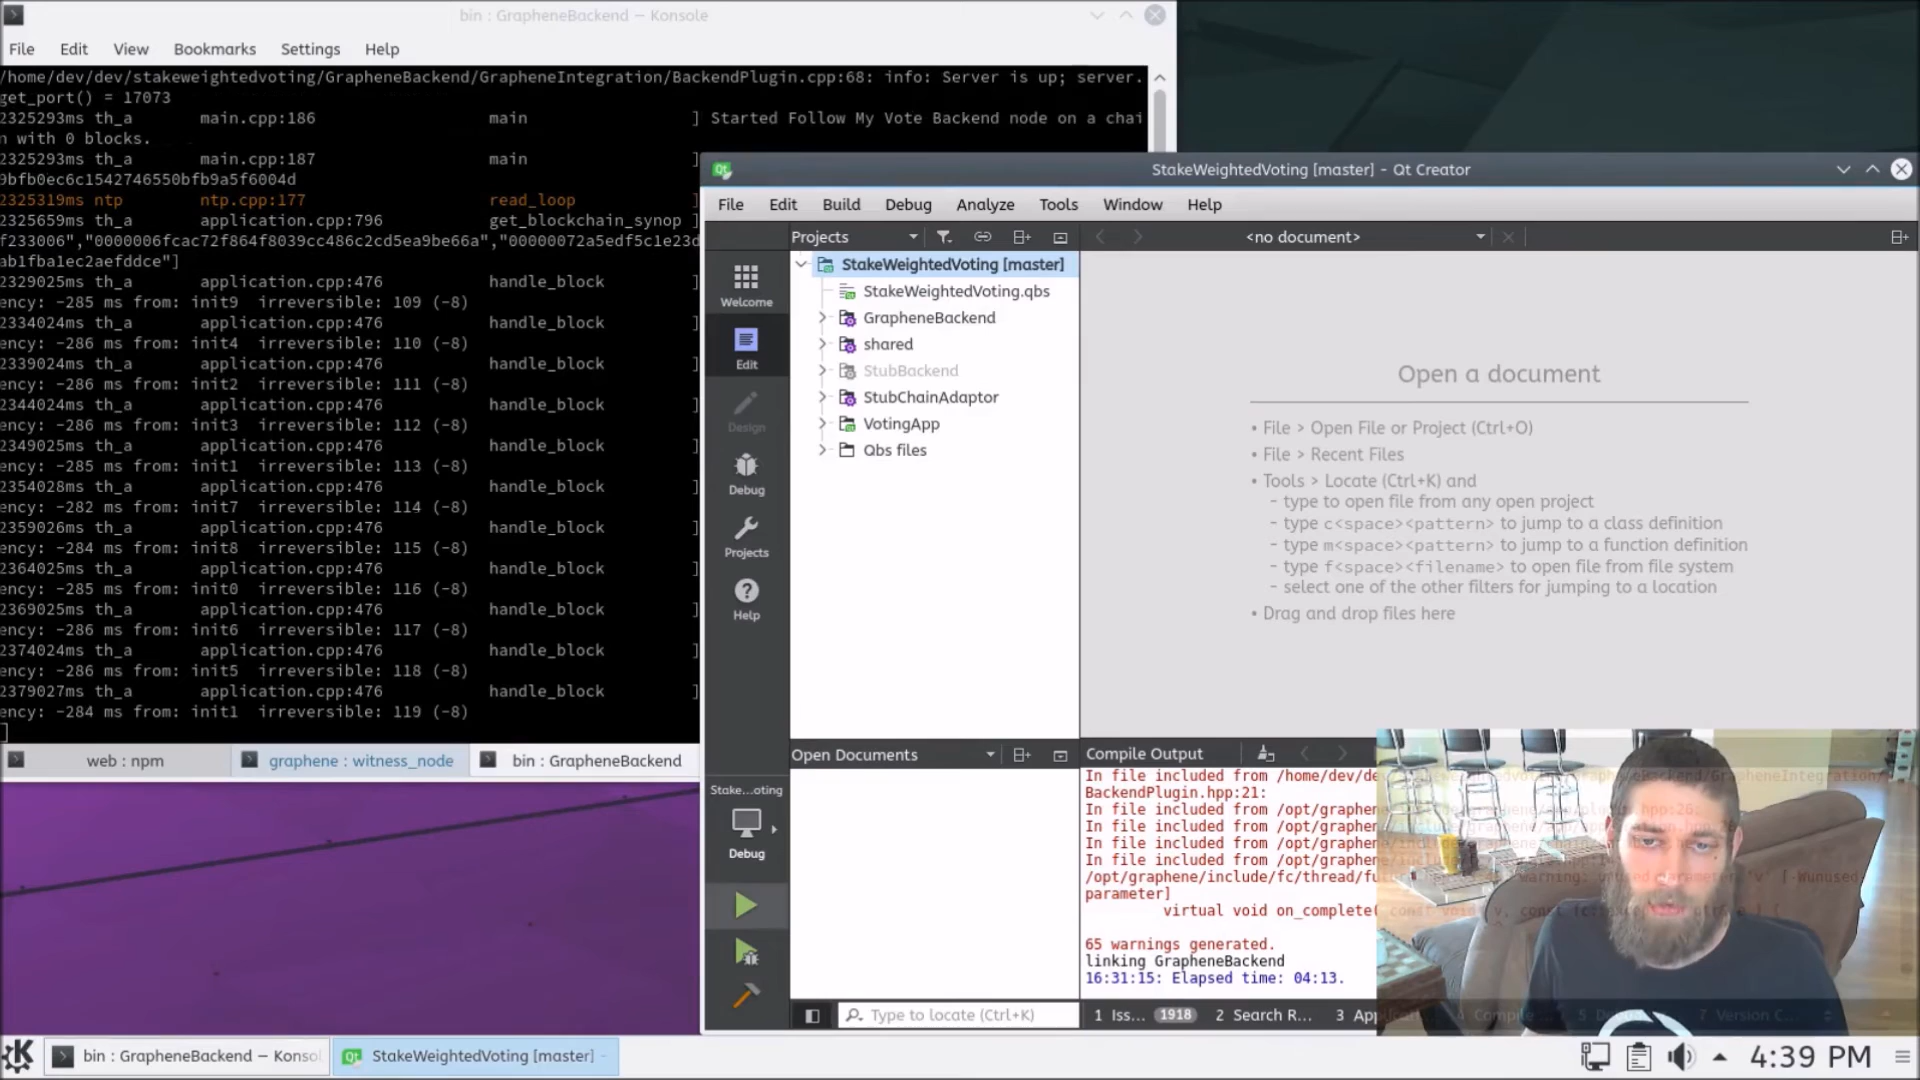 bin : GrapheneBackend — Konsole
File Edit View Bookmarks Settings Help
/home/dev/dev/stakeweightedvoting/GrapheneBackend/GrapheneIntegration/BackendPlugin.cpp:68: info: Server is up; server.
get_port() = 17073
2325293ms th_a main.cpp:186 main ] Started Follow My Vote Backend node on a chai
n with 0 blocks.
2325293ms th_a main.cpp:187 main ]
9bfb0ec6c1542746550bfb9a5f6004d
2325319ms ntp ntp.cpp:177 read_loop ]
2325659ms th_a application.cpp:796 get_blockchain_synop ]
f233006","0000006fcac72f864f8039cc486c2cd5ea9be66a","00000072a5edf5c1e23d
ab1fba1ec2aefddce"]
2329025ms th_a application.cpp:476 handle_block ]
ency: -285 ms from: init9 irreversible: 109 (-8)
2334024ms th_a application.cpp:476 handle_block ]
ency: -286 ms from: init4 irreversible: 110 (-8)
2339024ms th_a application.cpp:476 handle_block ]
ency: -286 ms from: init2 irreversible: 111 (-8)
2344024ms th_a application.cpp:476 handle_block ]
ency: -286 ms from: init3 irreversible: 112 (-8)
2349025ms th_a application.cpp:476 handle_block ]
ency: -285 ms from: init1 irreversible: 113 (-8)
2354028ms th_a application.cpp:476 handle_block ]
ency: -282 ms from: init7 irreversible: 114 (-8)
2359026ms th_a application.cpp:476 handle_block ]
ency: -284 ms from: init8 irreversible: 115 (-8)
2364025ms th_a application.cpp:476 handle_block ]
ency: -285 ms from: init0 irreversible: 116 (-8)
2369025ms th_a application.cpp:476 handle_block ]
ency: -286 ms from: init6 irreversible: 117 (-8)
2374024ms th_a application.cpp:476 handle_block ]
ency: -286 ms from: init5 irreversible: 118 (-8)
2379027ms th_a application.cpp:476 handle_block ]
ency: -284 ms from: init1 irreversible: 119 (-8)
web : npm
graphene : witness_node
bin : GrapheneBackend
StakeWeightedVoting [master] - Qt Creator
File Edit Build Debug Analyze Tools Window Help
Projects
<no document>
Welcome
Edit
Design
Debug
Projects
Help
StakeWeightedVoting [master]
StakeWeightedVoting.qbs
GrapheneBackend
shared
StubBackend
StubChainAdaptor
VotingApp
Qbs files
Open a document
• File > Open File or Project (Ctrl+O)
• File > Recent Files
• Tools > Locate (Ctrl+K) and
- type to open file from any open project
- type c<space><pattern> to jump to a class definition
- type m<space><pattern> to jump to a function definition
- type f<space><filename> to open file from file system
- select one of the other filters for jumping to a location
• Drag and drop files here
Open Documents
Stake...oting
Debug
Compile Output
In file included from /home/dev/de
BackendPlugin.hpp:21:
In file included from /opt/graphen
In file included from /opt/graphen
In file included from /opt/graphen
In file included from /opt/graphen
/opt/graphene/include/fc/thread/fu
parameter]
virtual void on_complete(
65 warnings generated.
linking GrapheneBackend
16:31:15: Elapsed time: 04:13.
Type to locate (Ctrl+K)
1 Iss... 1918 2 Search R... 3 App
bin : GrapheneBackend — Konsol
StakeWeightedVoting [master] -
4:39 PM